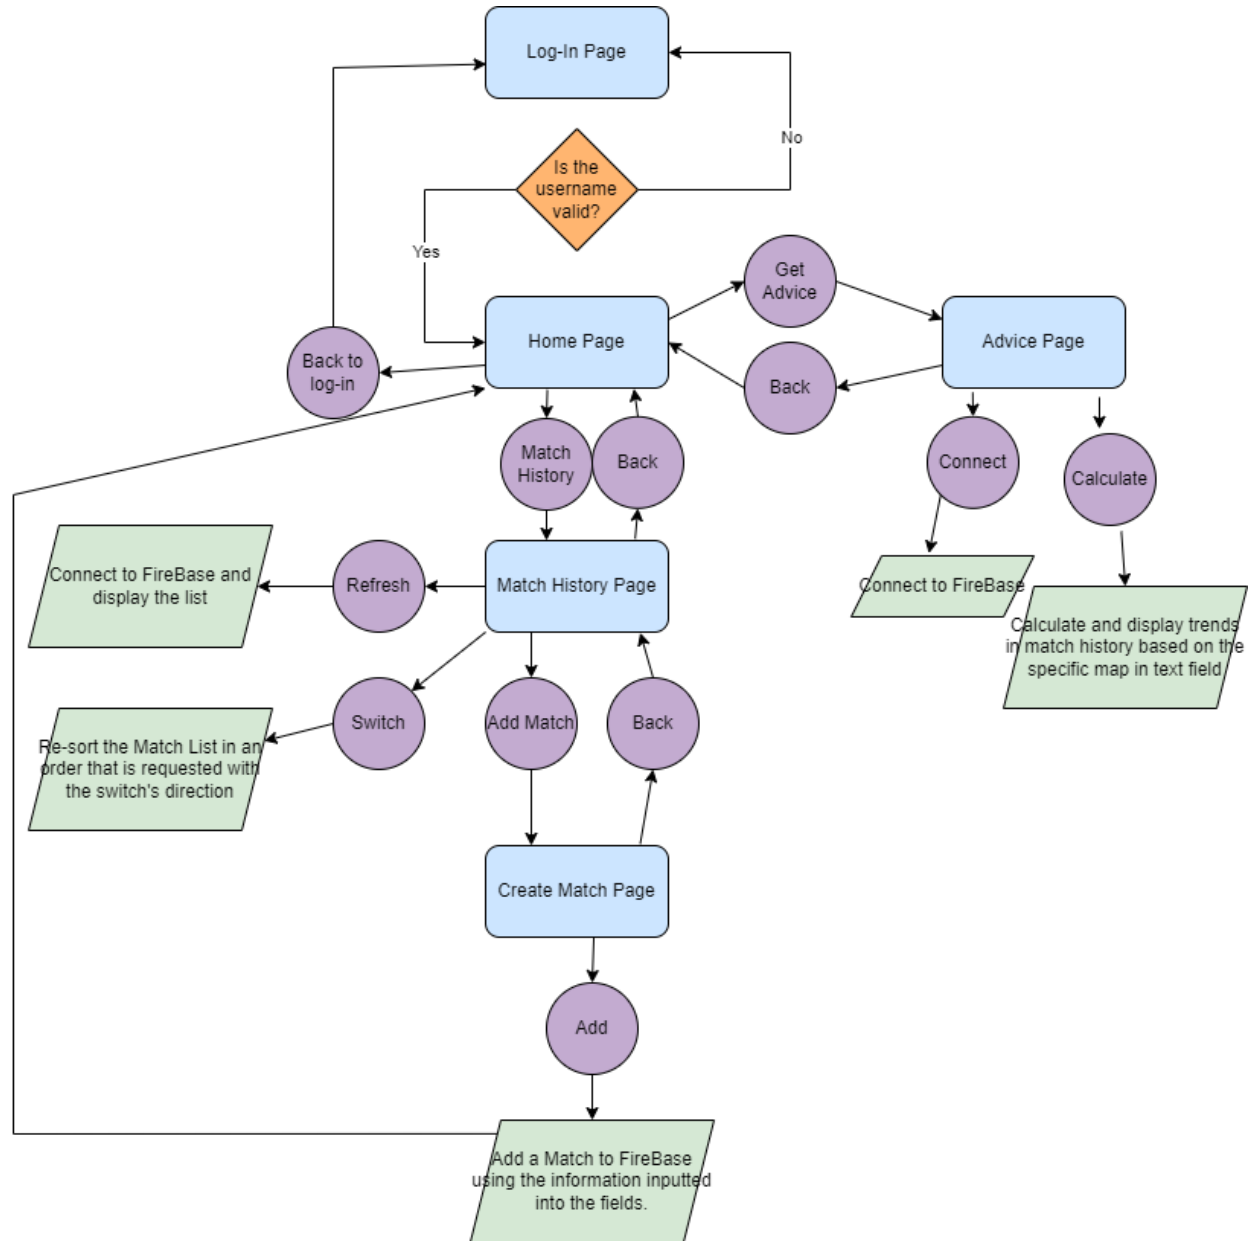 Log-In Page
No
Is the
username
valid?
Yes
Get
Advice
Home Page
Advice Page
Back to
log-in
Back
Match
History
Back
Connect
Calculate
Connect to FireBase and
display the list
Refresh
Match History Page
Connect to FireBase
Calculate and display trends
in match history based on the
specific map in text field
Switch
Add Match
Back
Re-sort the Match List in an
order that is requested with
the switch's direction
Create Match Page
Add
Add a Match to FireBase
using the information inputted
into the fields.